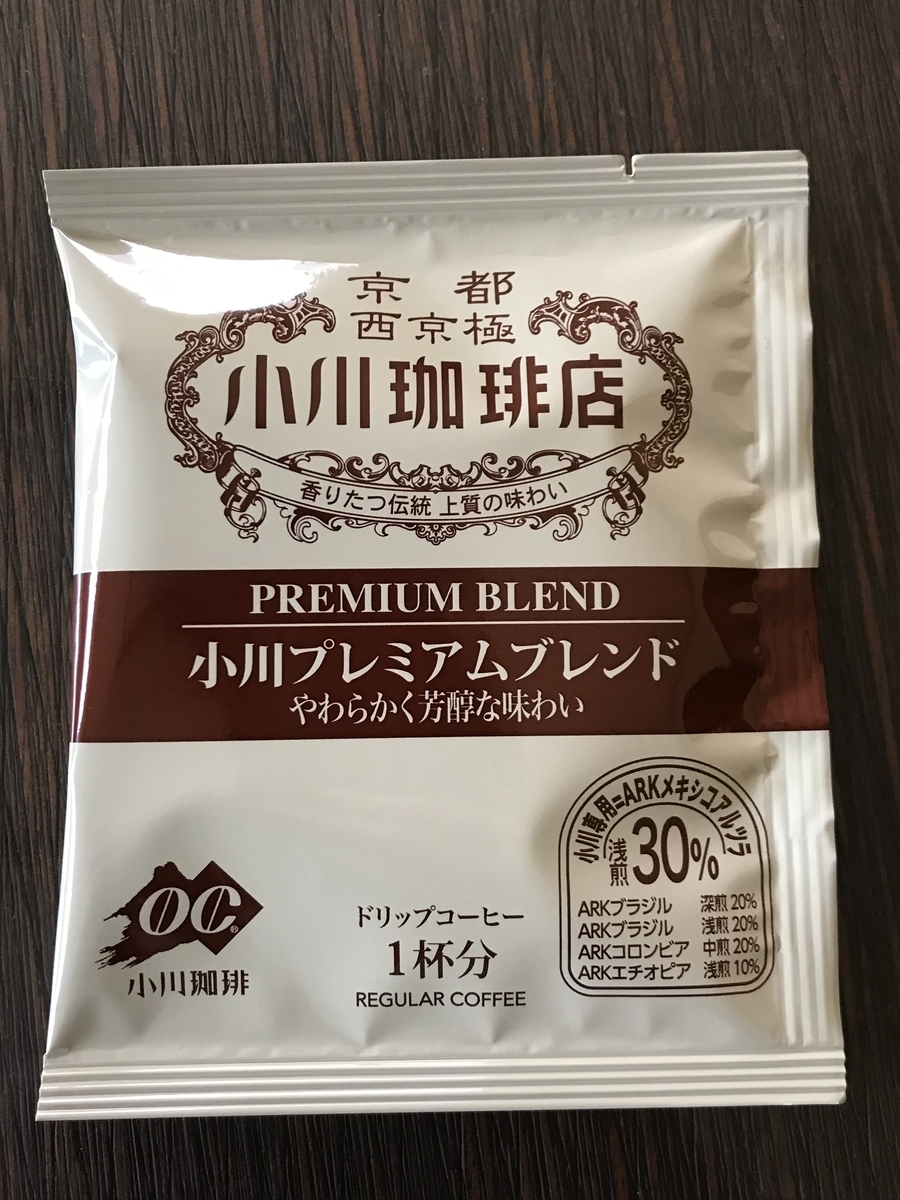 京都
西京極
小川珈琲店
香りたつ伝統 上質の味わい
PREMIUM BLEND
小川プレミアムブレンド
やわらかく芳醇な味わい
小川専用=ARKメキシコアルツラ
浅煎 30%
ARKブラジル 深煎 20%
ARKブラジル 浅煎 20%
ARKコロンビア 中煎 20%
ARKエチオピア 浅煎 10%
OC®
小川珈琲
ドリップコーヒー
1杯分
REGULAR COFFEE